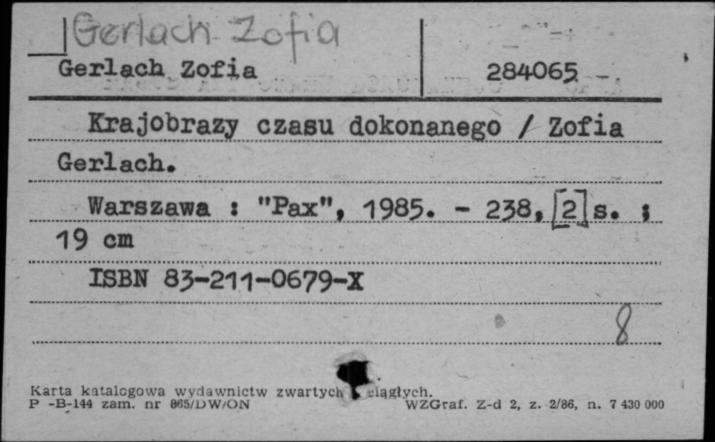 Gerlach Zofia
Gerlach Zofia 284065
Krajobrazy czasu dokonanego / Zofia
Gerlach.
Warszawa : "Pax", 1985. - 238, [2] s. ;
19 cm
ISBN 83-211-0679-X
8
Karta katalogowa wydawnictw zwartych ciągłych.
P -B-144 zam. nr 865/DW/ON WZGraf. Z-d 2, z. 2/86, n. 7 430 000